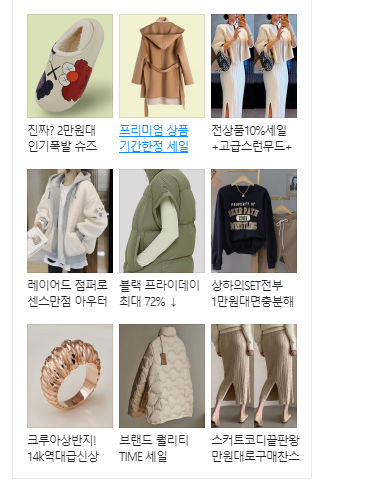 진짜? 2만원대
인기폭발 슈즈
프리미엄 상품
기간한정 세일
전상품10%세일
+고급스런무드+
레이어드 점퍼로
센스만점 아우터
블랙 프라이데이
최대 72% ↓
PROPERTY OF
DEER PATH
WRESTLING
상하의SET전부
1만원대면충분해
크루아상반지!
14k역대급신상
브랜드 퀄리티
TIME 세일
스커트코디끝판왕
만원대로구매찬스